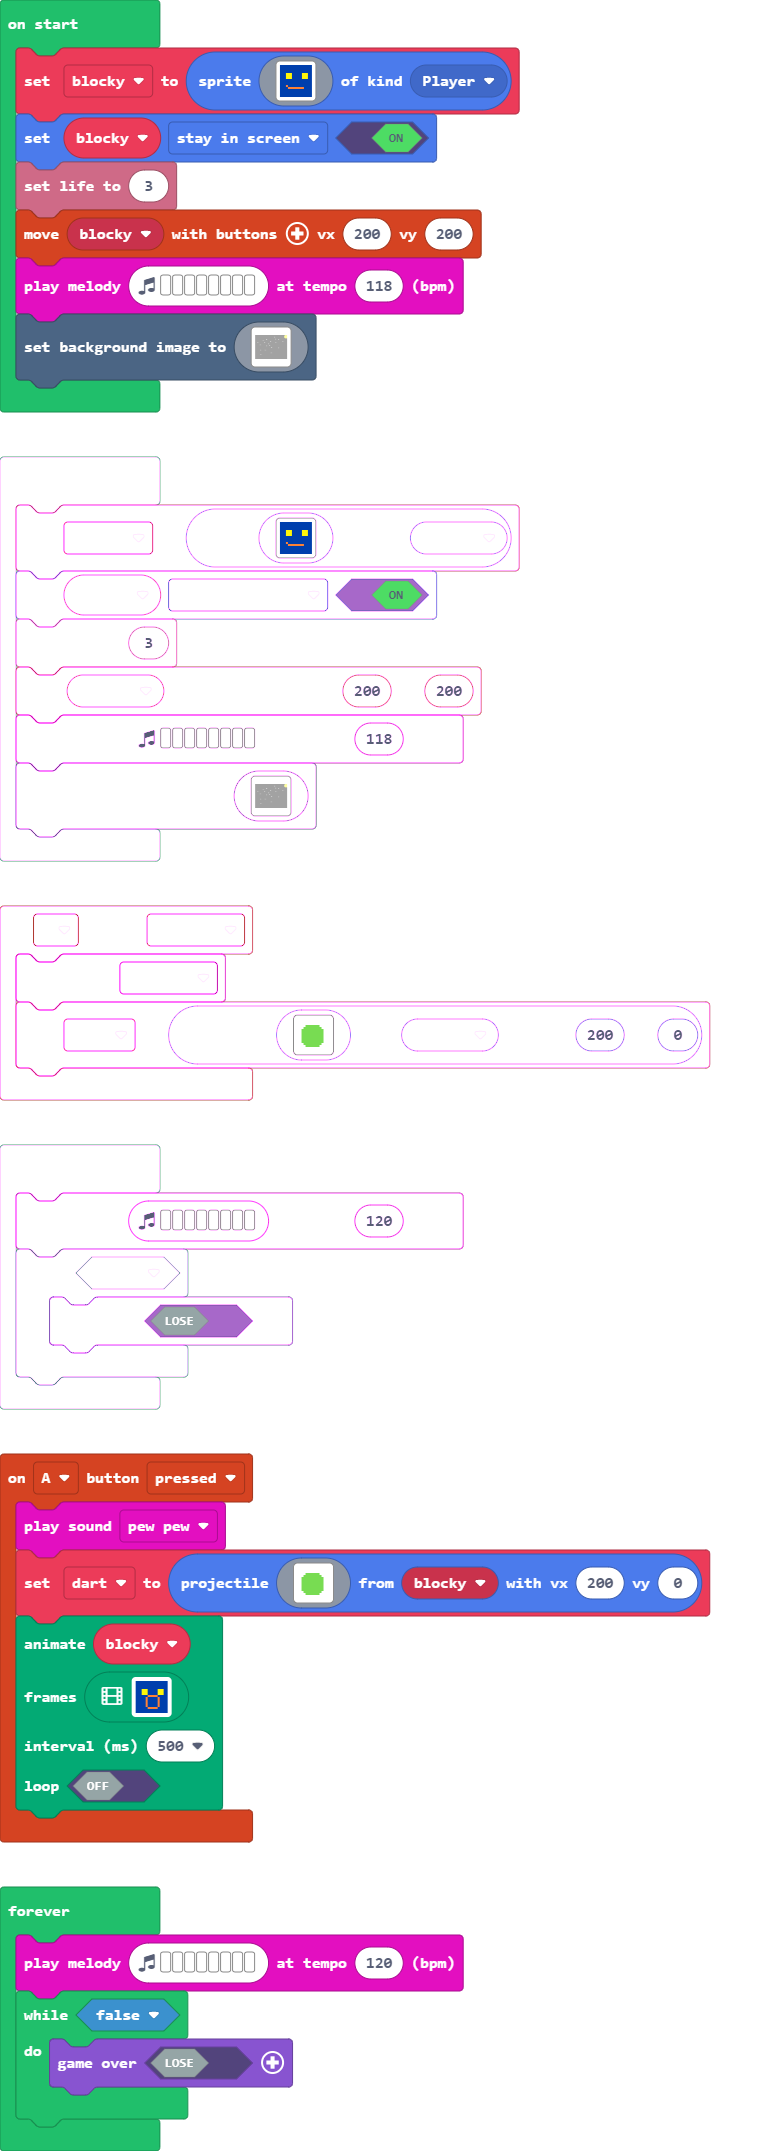 on start
set blocky to sprite of kind Player
set blocky stay in screen ON
set life to 3
move blocky with buttons vx 200 vy 200
play melody at tempo 118 (bpm)
set background image to
ON
3
200 200
118
200 0
120
LOSE
on A button pressed
play sound pew pew
set dart to projectile from blocky with vx 200 vy 0
animate blocky
frames
interval (ms) 500
loop OFF
forever
play melody at tempo 120 (bpm)
while false
do game over LOSE